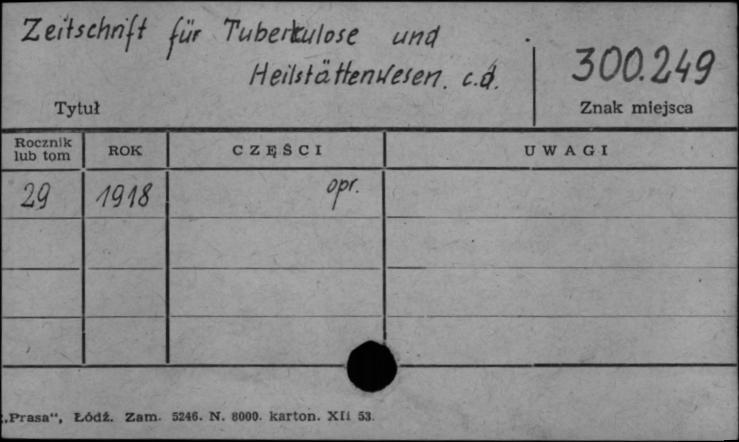 Zeitschrift für Tuberkulose und
Heilstättenwesen. c.d.
300.249
Tytuł
Znak miejsca
Rocznik lub tom ROK CZĘŚCI UWAGI
29 1918 opr.
„Prasa“, Łódź. Zam. 5246. N. 8000. karton. XII 53.